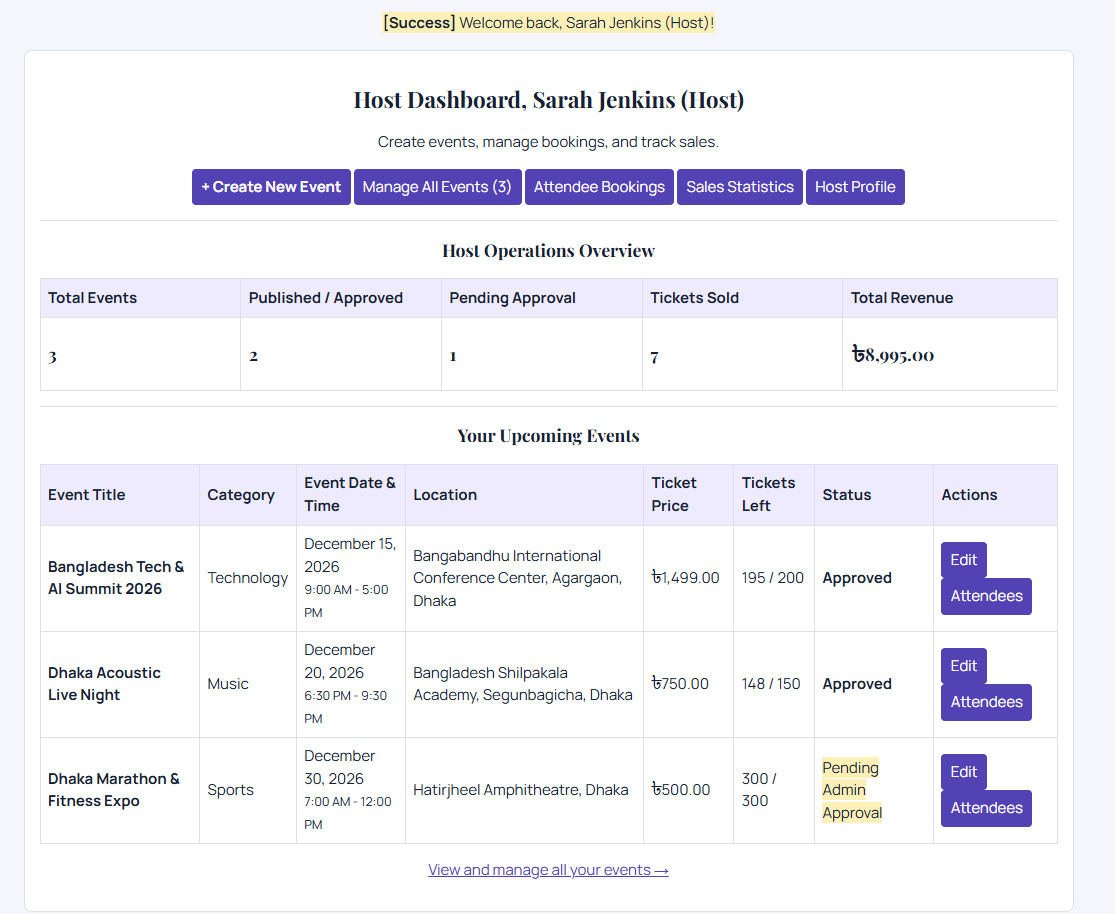 [Success] Welcome back, Sarah Jenkins (Host)!
Host Dashboard, Sarah Jenkins (Host)
Create events, manage bookings, and track sales.
+ Create New Event Manage All Events (3) Attendee Bookings Sales Statistics Host Profile
Host Operations Overview
Total Events Published / Approved Pending Approval Tickets Sold Total Revenue
3 2 1 7 ৳8,995.00
Your Upcoming Events
Event Title Category Event Date &
Time Location Ticket
Price Tickets
Left Status Actions
Bangladesh Tech &
AI Summit 2026
Technology
December 15,
2026
9:00 AM - 5:00
PM
Bangabandhu International
Conference Center, Agargaon,
Dhaka
৳1,499.00
195 / 200
Approved
Edit
Attendees
Dhaka Acoustic
Live Night
Music
December
20, 2026
6:30 PM - 9:30
PM
Bangladesh Shilpakala
Academy, Segunbagicha, Dhaka
৳750.00
148 / 150
Approved
Edit
Attendees
Dhaka Marathon &
Fitness Expo
Sports
December
30, 2026
7:00 AM - 12:00
PM
Hatirjheel Amphitheatre, Dhaka
৳500.00
300 /
300
Pending
Admin
Approval
Edit
Attendees
View and manage all your events →